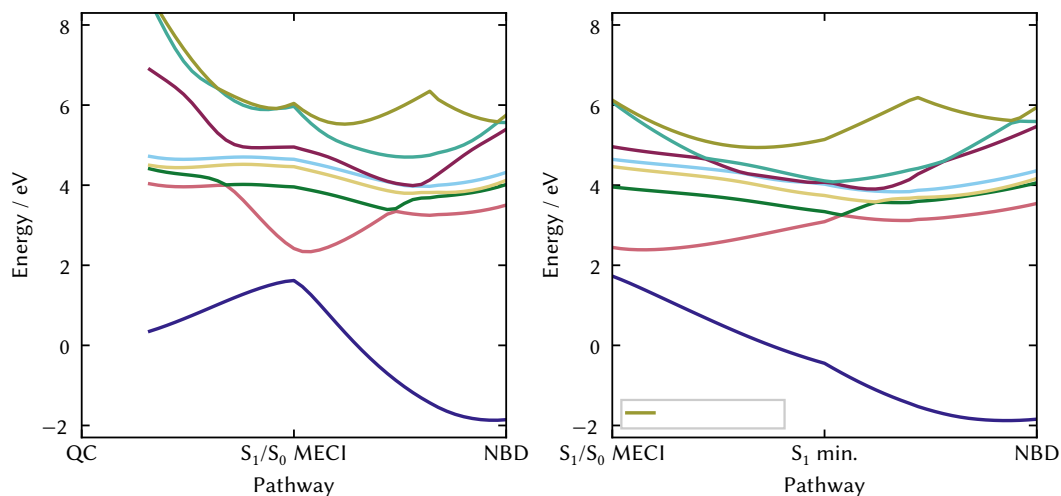 8
6
4
2
0
−2
Energy / eV
QC
S₁/S₀ MECI
NBD
Pathway
8
6
4
2
0
−2
Energy / eV
S₁/S₀ MECI
S₁ min.
NBD
Pathway